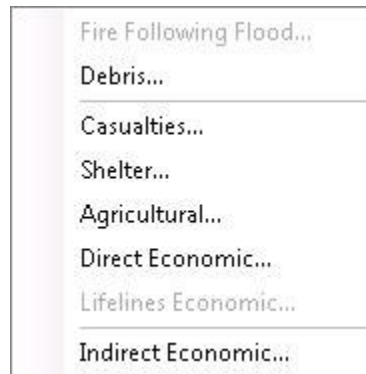 Fire Following Flood...
Debris...
Casualties...
Shelter...
Agricultural...
Direct Economic...
Lifelines Economic...
Indirect Economic...